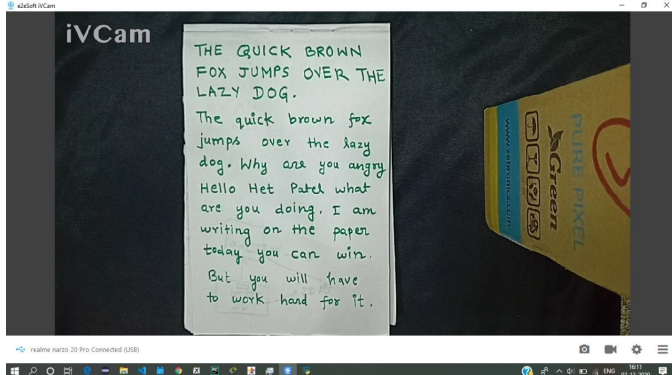 e2eSoft iVCam
iVCam
THE QUICK BROWN
FOX JUMPS OVER THE
LAZY DOG.
The quick brown fox
jumps over the lazy
dog. Why are you angry
Hello Het Patel what
are you doing. I am
writing on the paper
today you can win.
But you will have
to work hard for it.
PURE PIXEL
Green
www.zebronics.com
realme narzo 20 Pro Connected (USB)
ENG
16:11